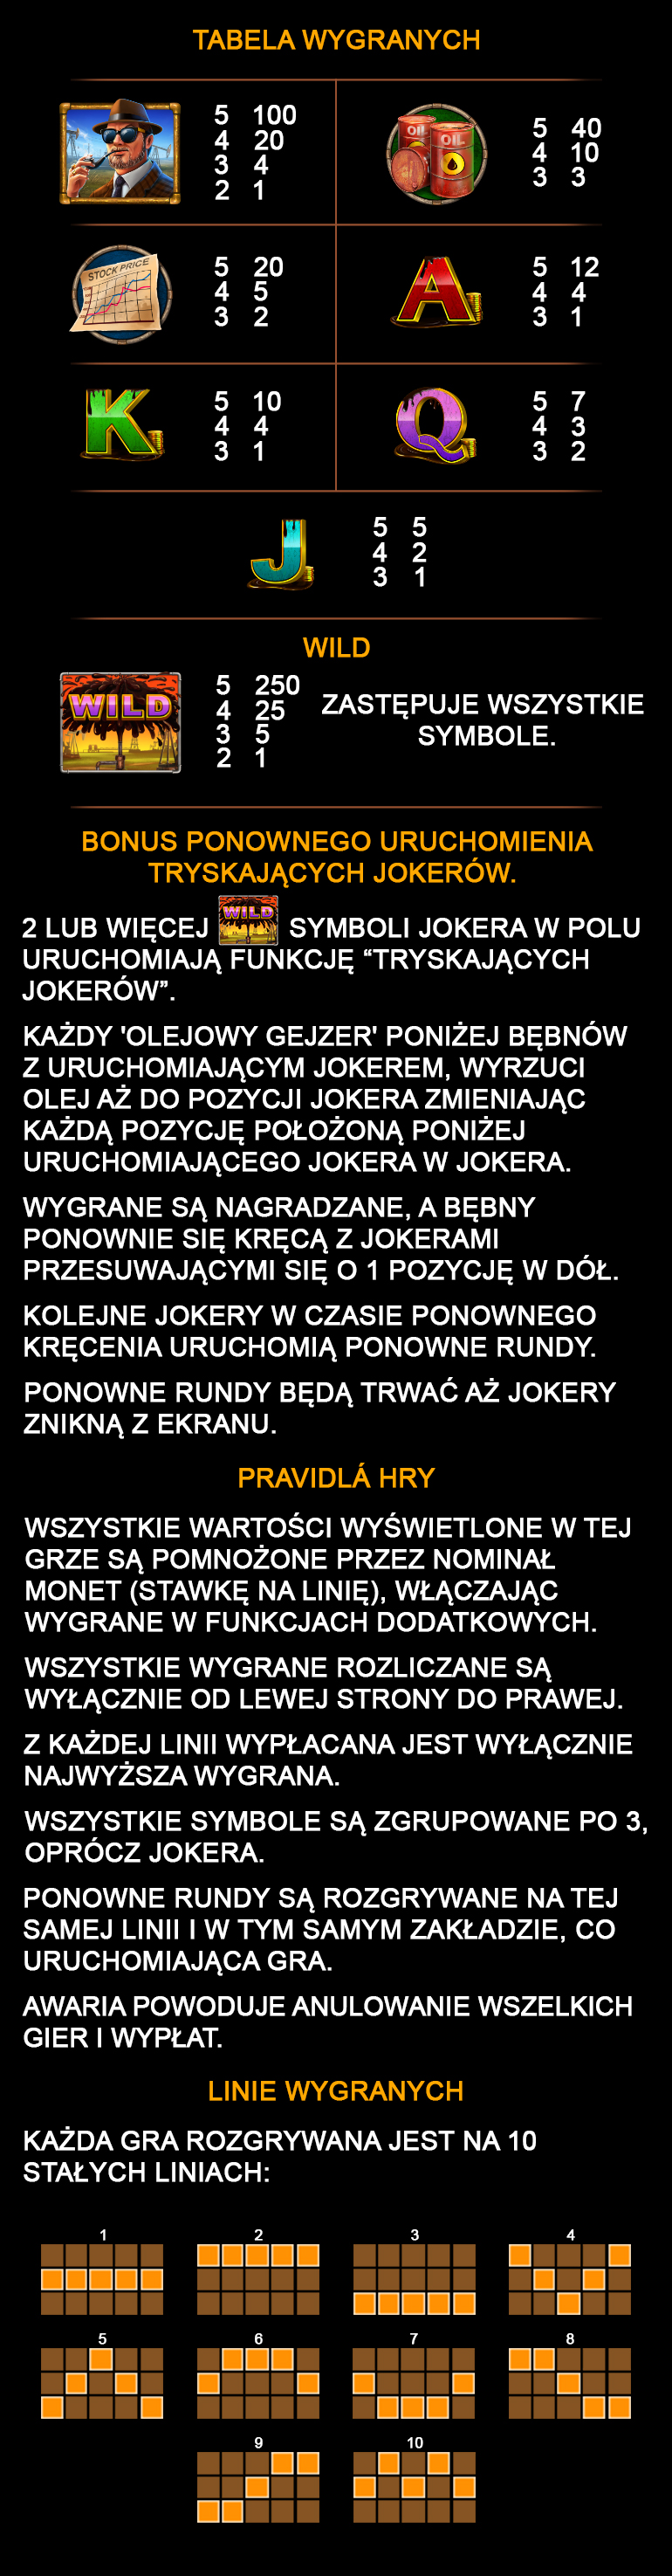 TABELA WYGRANYCH
5 100
4 20
3 4
2 1
OIL
OIL
5 40
4 10
3 3
STOCK PRICE
5 20
4 5
3 2
A
5 12
4 4
3 1
K
5 10
4 4
3 1
Q
5 7
4 3
3 2
J
5 5
4 2
3 1
WILD
WILD
5 250
4 25
3 5
2 1
ZASTĘPUJE WSZYSTKIE
SYMBOLE.
BONUS PONOWNEGO URUCHOMIENIA
TRYSKAJĄCYCH JOKERÓW.
2 LUB WIĘCEJ WILD SYMBOLI JOKERA W POLU
URUCHOMIAJĄ FUNKCJĘ “TRYSKAJĄCYCH
JOKERÓW”.
KAŻDY 'OLEJOWY GEJZER' PONIŻEJ BĘBNÓW
Z URUCHOMIAJĄCYM JOKEREM, WYRZUCI
OLEJ AŻ DO POZYCJI JOKERA ZMIENIAJĄC
KAŻDĄ POZYCJĘ POŁOŻONĄ PONIŻEJ
URUCHOMIAJĄCEGO JOKERA W JOKERA.
WYGRANE SĄ NAGRADZANE, A BĘBNY
PONOWNIE SIĘ KRĘCĄ Z JOKERAMI
PRZESUWAJĄCYMI SIĘ O 1 POZYCJĘ W DÓŁ.
KOLEJNE JOKERY W CZASIE PONOWNEGO
KRĘCENIA URUCHOMIĄ PONOWNE RUNDY.
PONOWNE RUNDY BĘDĄ TRWAĆ AŻ JOKERY
ZNIKNĄ Z EKRANU.
PRAVIDLÁ HRY
WSZYSTKIE WARTOŚCI WYŚWIETLONE W TEJ
GRZE SĄ POMNOŻONE PRZEZ NOMINAŁ
MONET (STAWKĘ NA LINIĘ), WŁĄCZAJĄC
WYGRANE W FUNKCJACH DODATKOWYCH.
WSZYSTKIE WYGRANE ROZLICZANE SĄ
WYŁĄCZNIE OD LEWEJ STRONY DO PRAWEJ.
Z KAŻDEJ LINII WYPŁACANA JEST WYŁĄCZNIE
NAJWYŻSZA WYGRANA.
WSZYSTKIE SYMBOLE SĄ ZGRUPOWANE PO 3,
OPRÓCZ JOKERA.
PONOWNE RUNDY SĄ ROZGRYWANE NA TEJ
SAMEJ LINII I W TYM SAMYM ZAKŁADZIE, CO
URUCHOMIAJĄCA GRA.
AWARIA POWODUJE ANULOWANIE WSZELKICH
GIER I WYPŁAT.
LINIE WYGRANYCH
KAŻDA GRA ROZGRYWANA JEST NA 10
STAŁYCH LINIACH:
1 2 3 4
5 6 7 8
9 10